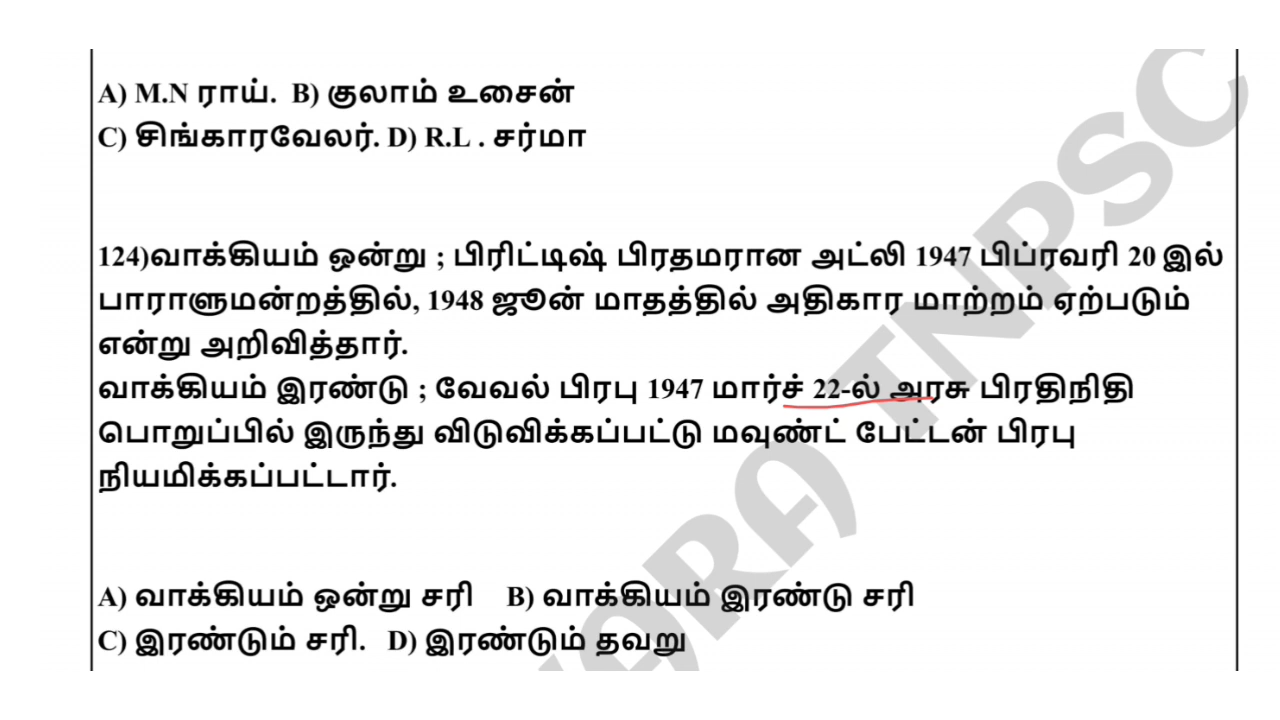 A) M.N ராய். B) குலாம் உசைன்
C) சிங்காரவேலர். D) R.L . சர்மா
124)வாக்கியம் ஒன்று ; பிரிட்டிஷ் பிரதமரான அட்லி 1947 பிப்ரவரி 20 இல்
பாராளுமன்றத்தில், 1948 ஜூன் மாதத்தில் அதிகார மாற்றம் ஏற்படும்
என்று அறிவித்தார்.
வாக்கியம் இரண்டு ; வேவல் பிரபு 1947 மார்ச் 22-ல் அரசு பிரதிநிதி
பொறுப்பில் இருந்து விடுவிக்கப்பட்டு மவுண்ட் பேட்டன் பிரபு
நியமிக்கப்பட்டார்.
A) வாக்கியம் ஒன்று சரி B) வாக்கியம் இரண்டு சரி
C) இரண்டும் சரி. D) இரண்டும் தவறு
ARA TNPSC